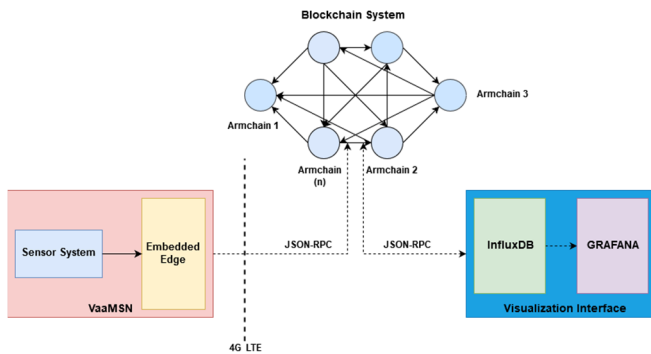 Blockchain System
Armchain 3
Armchain 1
Armchain
(n)
Armchain 2
JSON-RPC
JSON-RPC
Sensor System
Embedded
Edge
VaaMSN
InfluxDB
GRAFANA
Visualization Interface
4G LTE